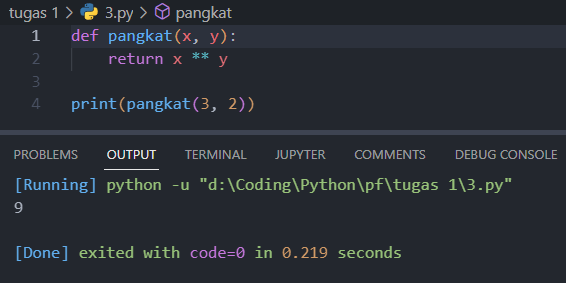 tugas 1 > 3.py > pangkat
1 def pangkat(x, y):
2     return x ** y
3
4 print(pangkat(3, 2))
PROBLEMS OUTPUT TERMINAL JUPYTER COMMENTS DEBUG CONSOLE
[Running] python -u "d:\Coding\Python\pf\tugas 1\3.py"
9
[Done] exited with code=0 in 0.219 seconds